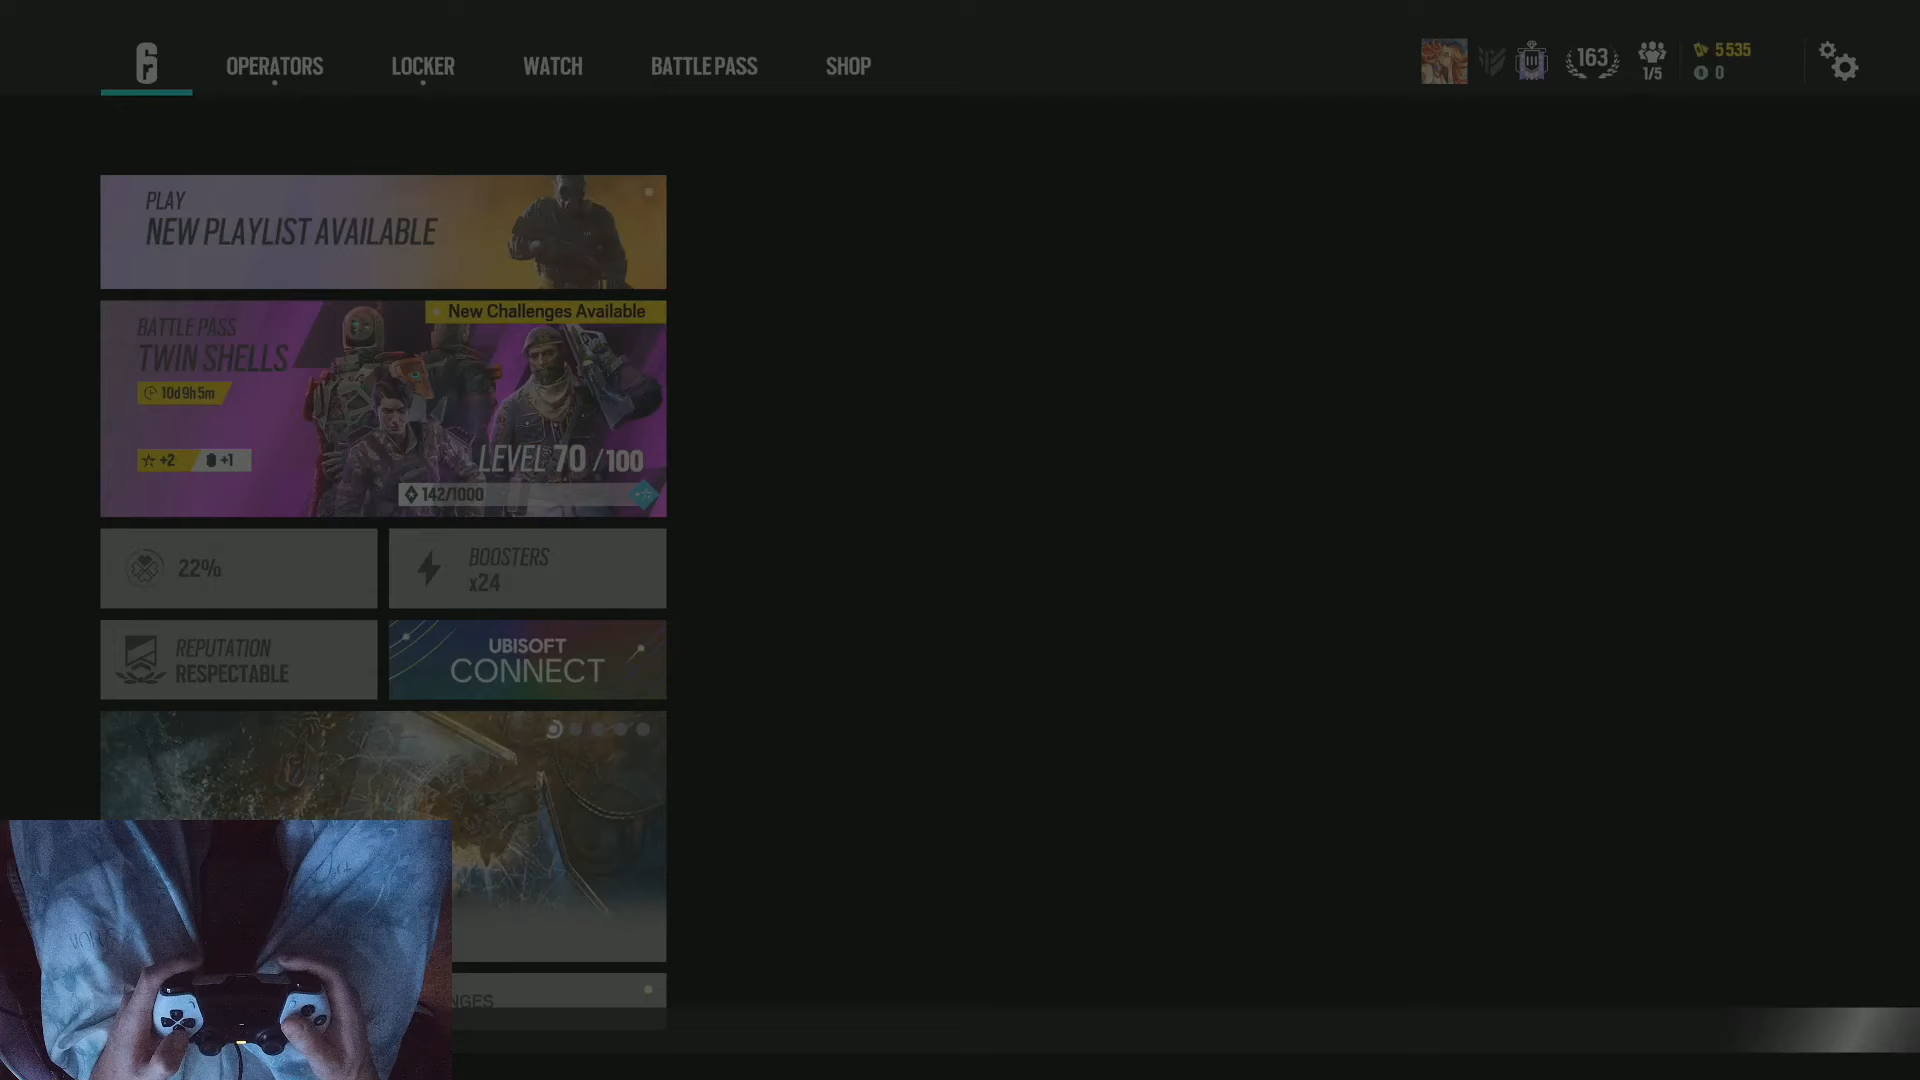 OPERATORS
LOCKER
WATCH
BATTLE PASS
SHOP
163
1/5
5 535
0
PLAY
NEW PLAYLIST AVAILABLE
New Challenges Available
BATTLE PASS
TWIN SHELLS
10d 9h 5m
+2
+1
LEVEL 70 /100
142/1000
22%
BOOSTERS
x24
REPUTATION
RESPECTABLE
UBISOFT
CONNECT
NGES